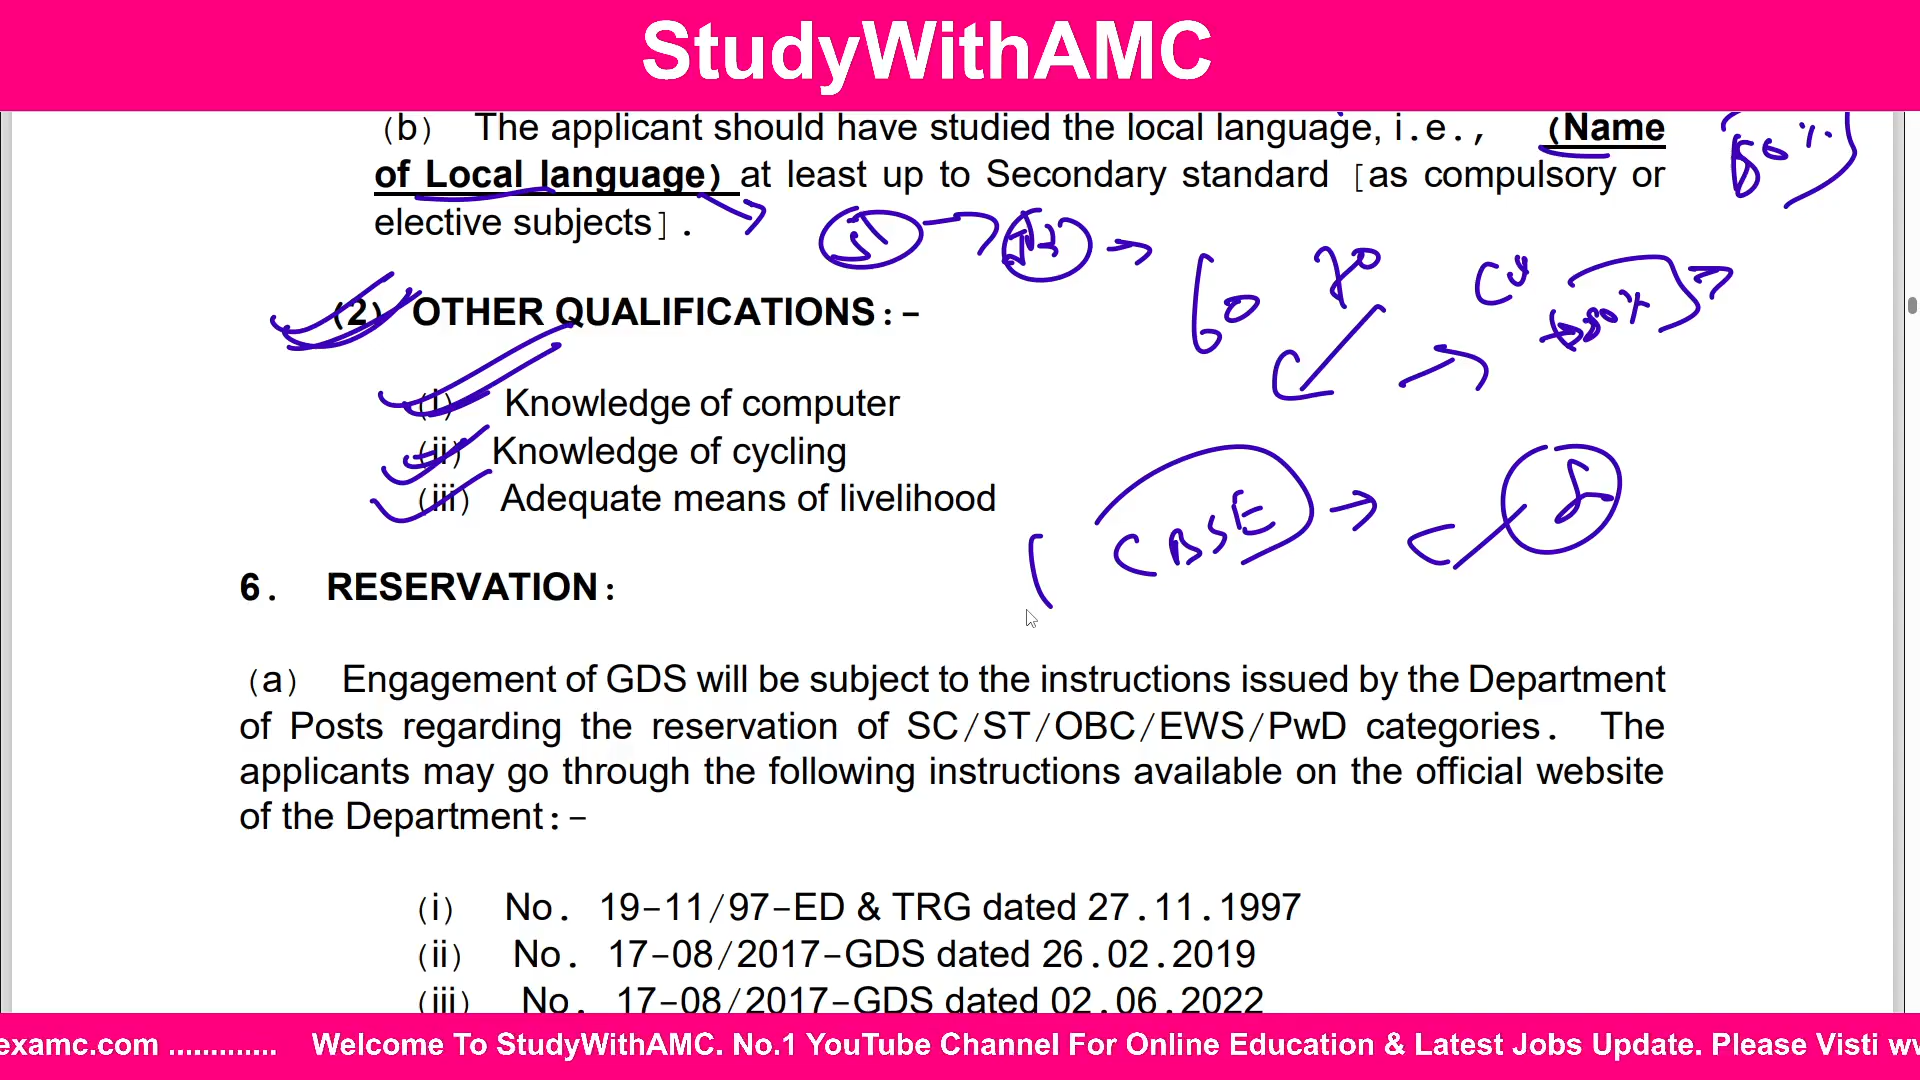 StudyWithAMC
(b) The applicant should have studied the local language, i.e., (Name
of Local language) at least up to Secondary standard [as compulsory or
elective subjects].
80%
(2) OTHER QUALIFICATIONS:-
(i) Knowledge of computer
(ii) Knowledge of cycling
(iii) Adequate means of livelihood
CBSE
6. RESERVATION:
(a) Engagement of GDS will be subject to the instructions issued by the Department
of Posts regarding the reservation of SC/ST/OBC/EWS/PwD categories. The
applicants may go through the following instructions available on the official website
of the Department:-
(i) No. 19-11/97-ED & TRG dated 27.11.1997
(ii) No. 17-08/2017-GDS dated 26.02.2019
(iii) No. 17-08/2017-GDS dated 02.06.2022
examc.com ............. Welcome To StudyWithAMC. No.1 YouTube Channel For Online Education & Latest Jobs Update. Please Visti ww